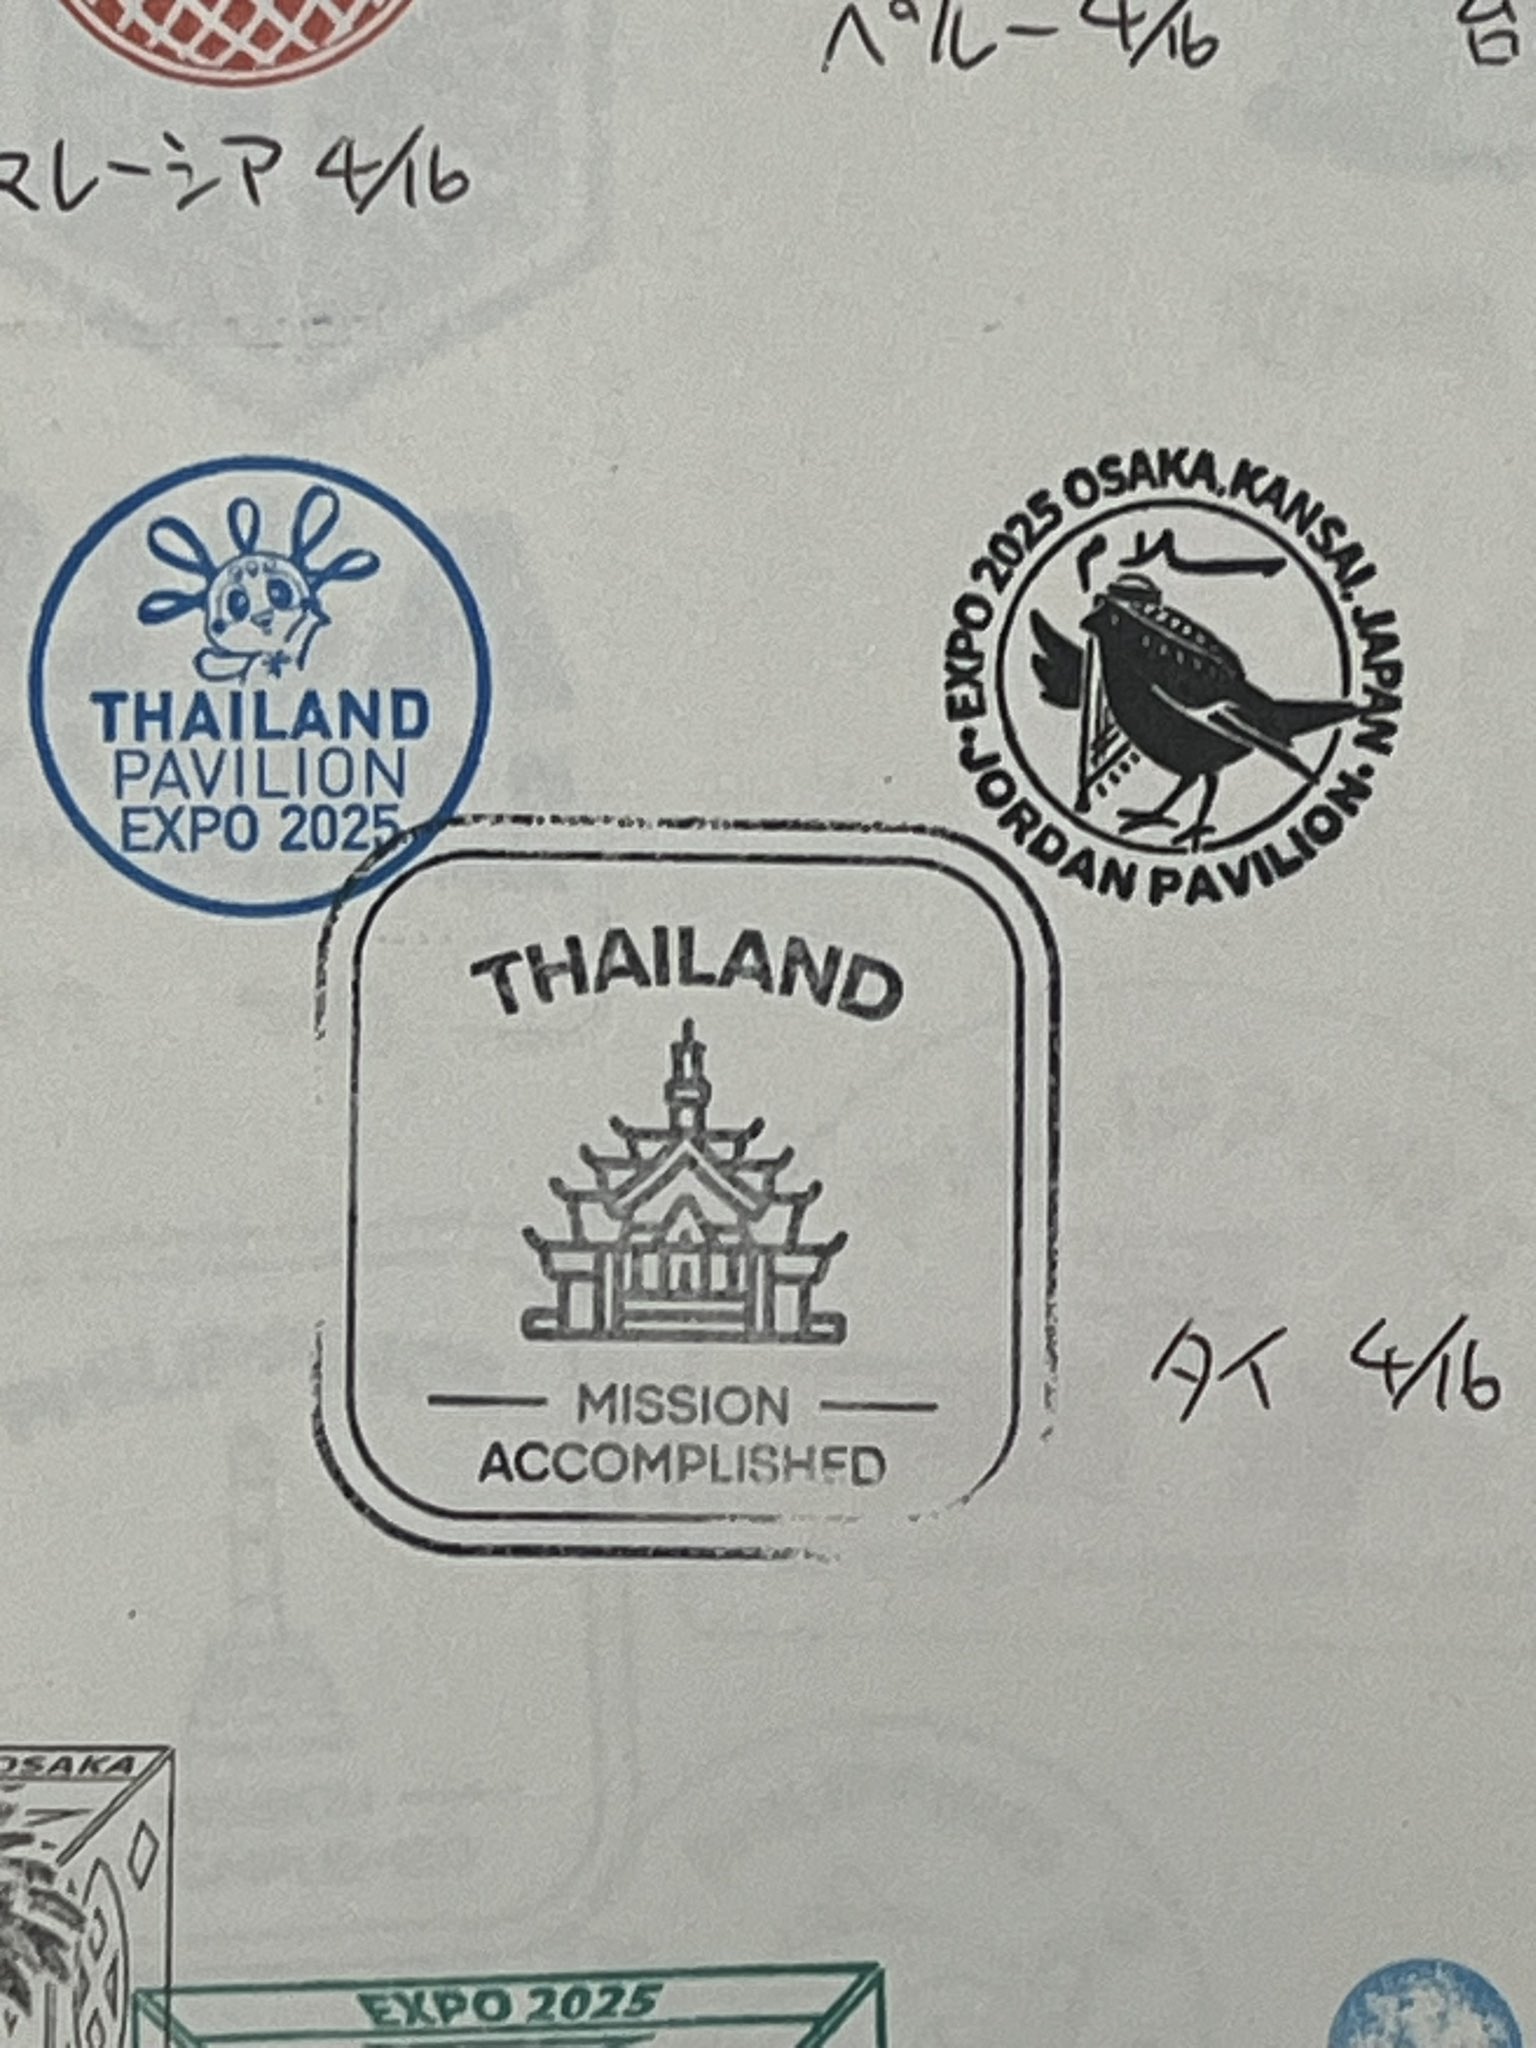 ペルー 4/16
台
マレーシア 4/16
THAILAND
PAVILION
EXPO 2025
EXPO 2025 OSAKA, KANSAI, JAPAN
JORDAN PAVILION
THAILAND
MISSION
ACCOMPLISHED
タイ 4/16
OSAKA
EXPO 2025